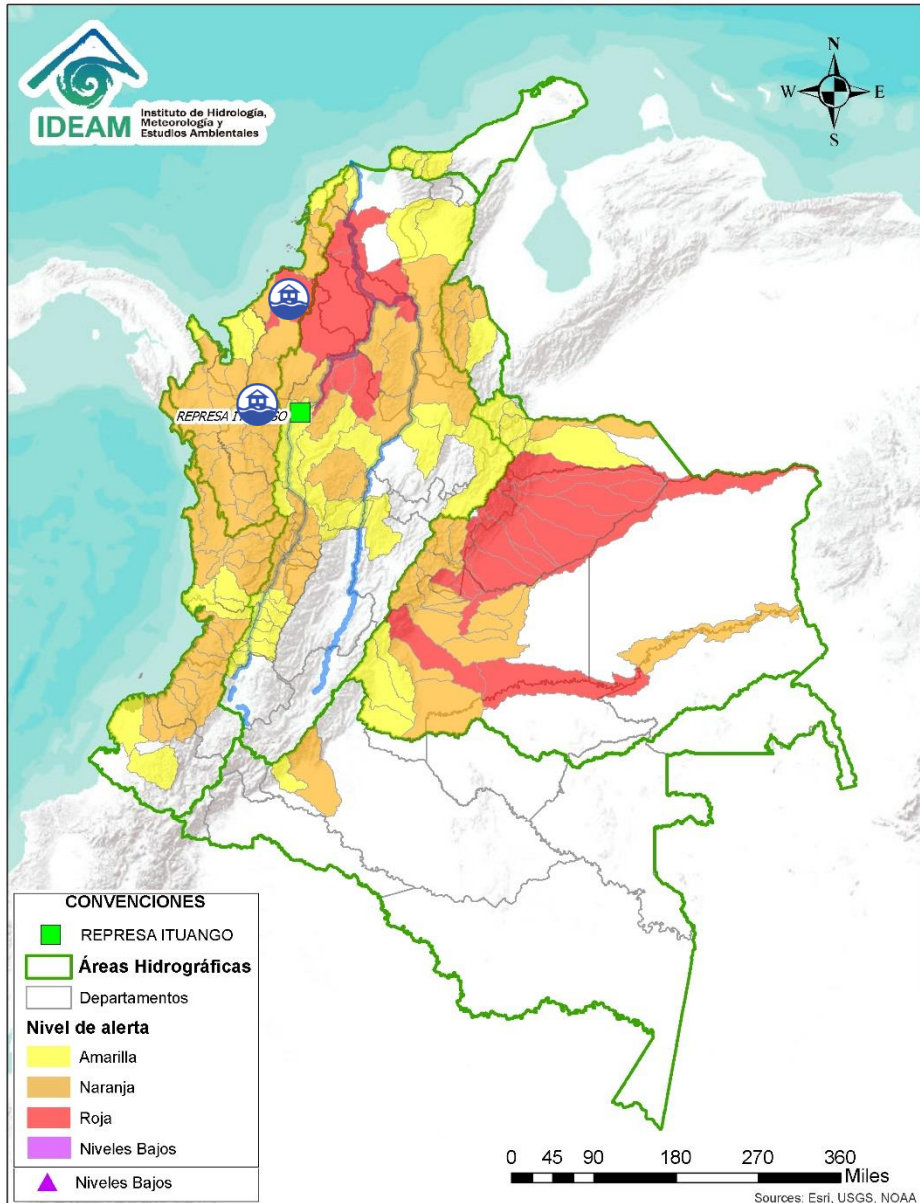 IDEAM
Instituto de Hidrología,
Meteorología y
Estudios Ambientales
N
W
E
S
REPRESA
CONVENCIONES
REPRESA ITUANGO
Áreas Hidrográficas
Departamentos
Nivel de alerta
Amarilla
Naranja
Roja
Niveles Bajos
Niveles Bajos
0 45 90 180 270 360
Miles
Sources: Esri, USGS, NOAA